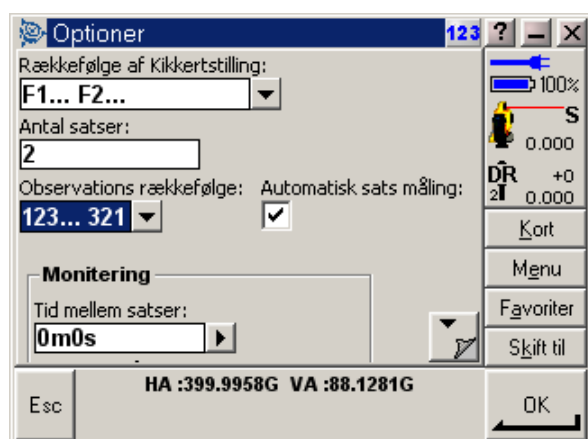 Optioner 123 ?
Rækkefølge af Kikkertstilling:
F1... F2...
Antal satser:
2
Observations rækkefølge: Automatisk sats måling:
123... 321
Monitering
Tid mellem satser:
0m0s
100%
S
0.000
DR +0
2 0.000
Kort
Menu
Favoriter
Skift til
Esc
HA :399.9958G VA :88.1281G
OK